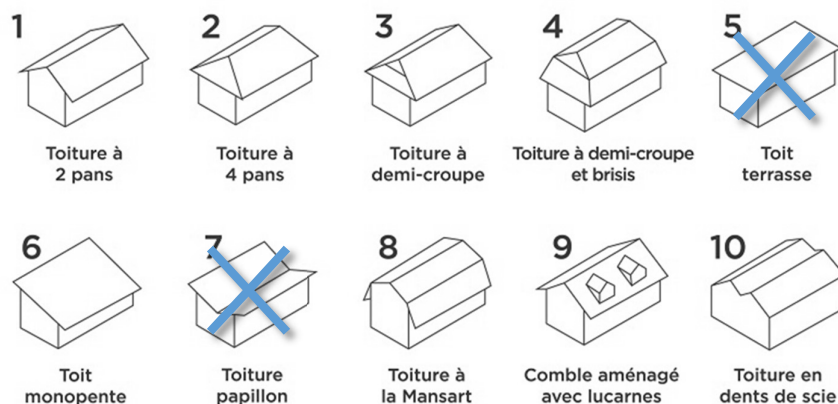 1
2
3
4
5
Toiture à
2 pans
Toiture à
4 pans
Toiture à
demi-croupe
Toiture à demi-croupe
et brisis
Toit
terrasse
6
7
8
9
10
Toit
monopente
Toiture
papillon
Toiture à
la Mansart
Comble aménagé
avec lucarnes
Toiture en
dents de scie